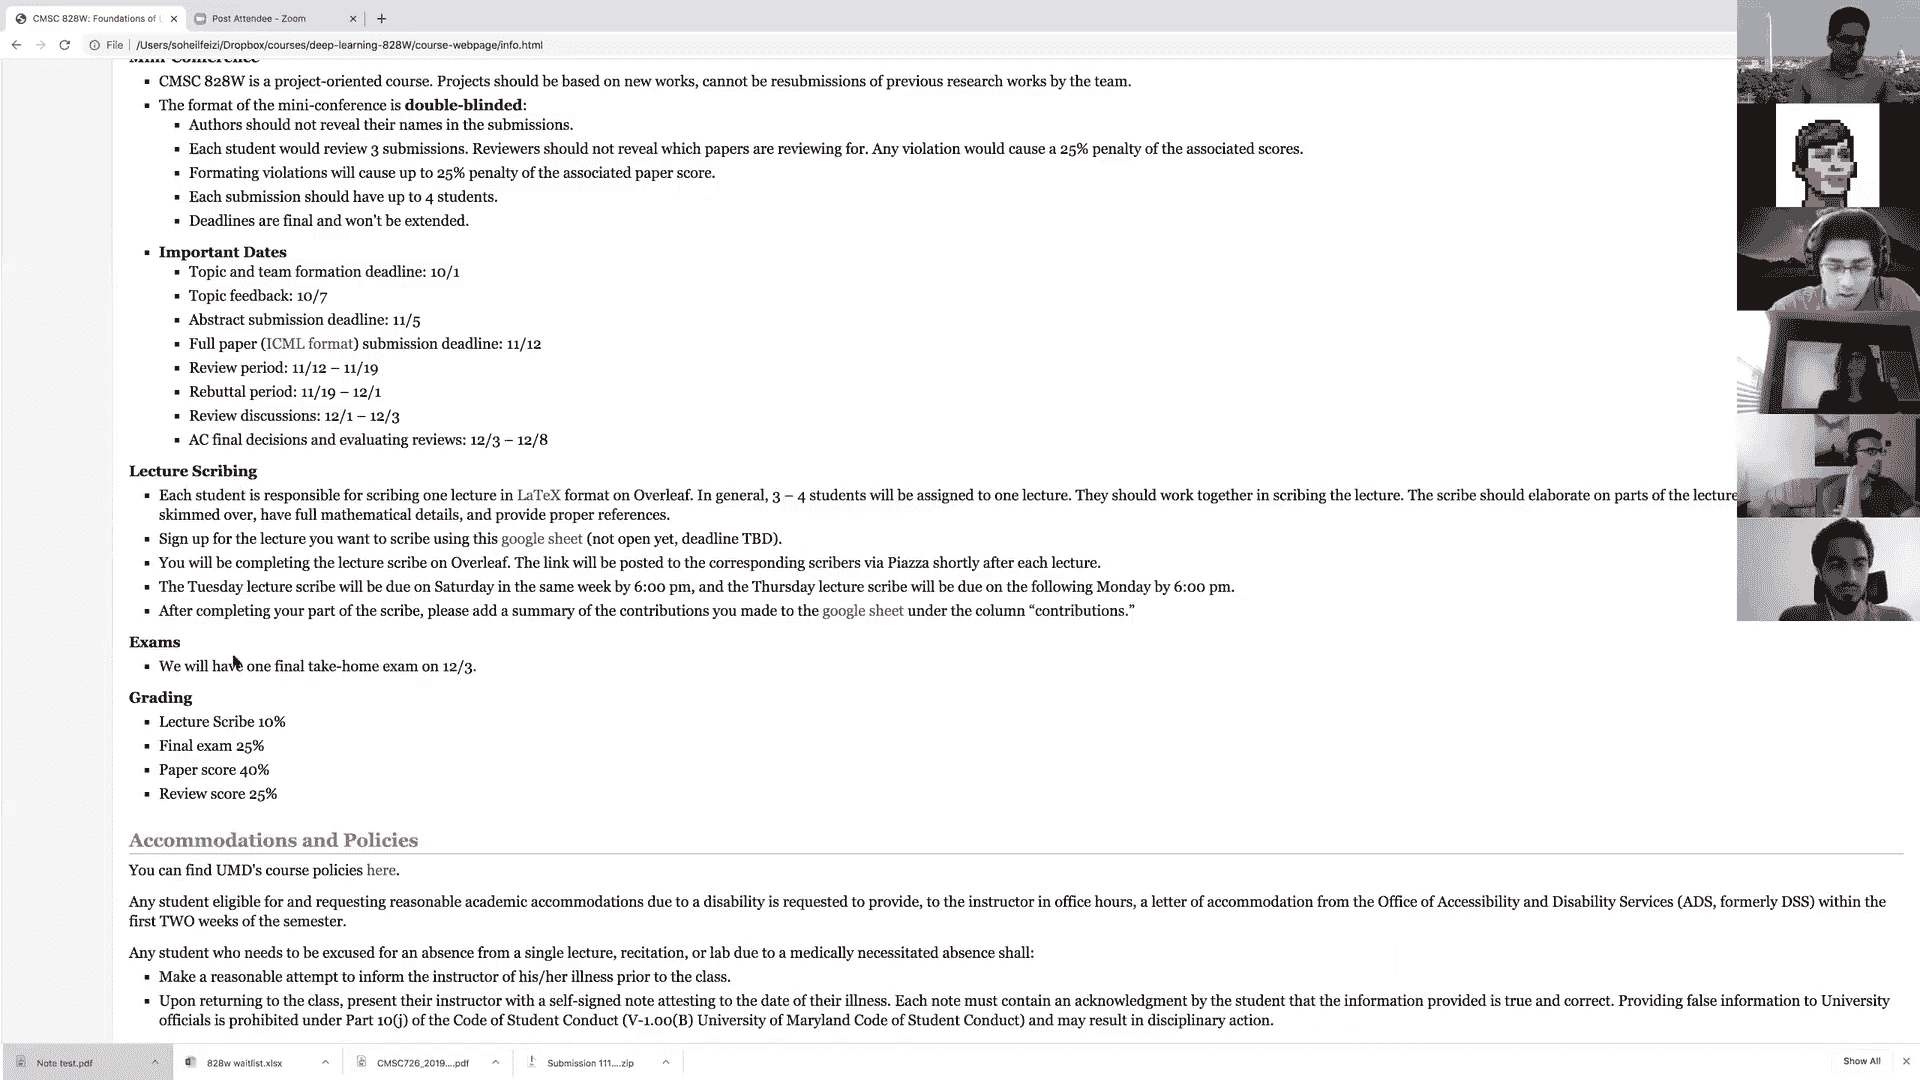 CMSC 828W: Foundations of
Post Attendee - Zoom
File
/Users/soheilfeizi/Dropbox/courses/deep-learning-828W/course-webpage/info.html
Mini-Conference
CMSC 828W is a project-oriented course. Projects should be based on new works, cannot be resubmissions of previous research works by the team.
The format of the mini-conference is double-blinded:
Authors should not reveal their names in the submissions.
Each student would review 3 submissions. Reviewers should not reveal which papers are reviewing for. Any violation would cause a 25% penalty of the associated scores.
Formating violations will cause up to 25% penalty of the associated paper score.
Each submission should have up to 4 students.
Deadlines are final and won't be extended.
Important Dates
Topic and team formation deadline: 10/1
Topic feedback: 10/7
Abstract submission deadline: 11/5
Full paper (ICML format) submission deadline: 11/12
Review period: 11/12 – 11/19
Rebuttal period: 11/19 – 12/1
Review discussions: 12/1 – 12/3
AC final decisions and evaluating reviews: 12/3 – 12/8
Lecture Scribing
Each student is responsible for scribing one lecture in LaTeX format on Overleaf. In general, 3 – 4 students will be assigned to one lecture. They should work together in scribing the lecture. The scribe should elaborate on parts of the lecture
skimmed over, have full mathematical details, and provide proper references.
Sign up for the lecture you want to scribe using this google sheet (not open yet, deadline TBD).
You will be completing the lecture scribe on Overleaf. The link will be posted to the corresponding scribers via Piazza shortly after each lecture.
The Tuesday lecture scribe will be due on Saturday in the same week by 6:00 pm, and the Thursday lecture scribe will be due on the following Monday by 6:00 pm.
After completing your part of the scribe, please add a summary of the contributions you made to the google sheet under the column “contributions.”
Exams
We will have one final take-home exam on 12/3.
Grading
Lecture Scribe 10%
Final exam 25%
Paper score 40%
Review score 25%
Accommodations and Policies
You can find UMD's course policies here.
Any student eligible for and requesting reasonable academic accommodations due to a disability is requested to provide, to the instructor in office hours, a letter of accommodation from the Office of Accessibility and Disability Services (ADS, formerly DSS) within the
first TWO weeks of the semester.
Any student who needs to be excused for an absence from a single lecture, recitation, or lab due to a medically necessitated absence shall:
Make a reasonable attempt to inform the instructor of his/her illness prior to the class.
Upon returning to the class, present their instructor with a self-signed note attesting to the date of their illness. Each note must contain an acknowledgment by the student that the information provided is true and correct. Providing false information to University
officials is prohibited under Part 10(j) of the Code of Student Conduct (V-1.00(B) University of Maryland Code of Student Conduct) and may result in disciplinary action.
Note test.pdf
828w waitlist.xlsx
CMSC726_2019....pdf
Submission 111....zip
Show All